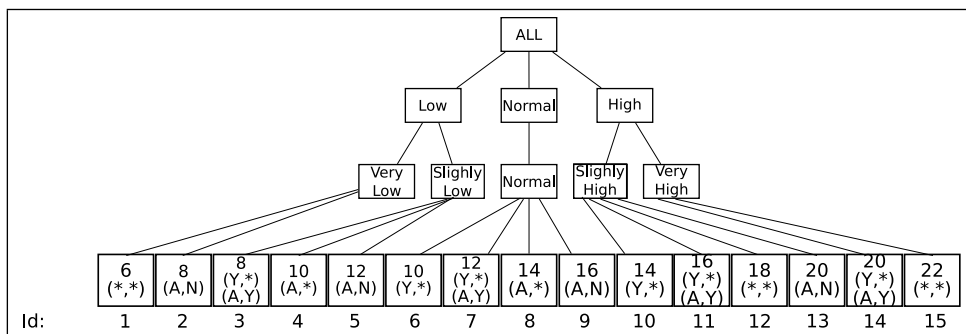 ALL
Low Normal High
Very Slighly Normal Slighly Very
Low Low High High
6 8 8 10 12 10 12 14 16 14 16 18 20 20 22
(*,*) (A,N) (Y,*) (A,*) (A,N) (Y,*) (Y,*) (A,*) (A,N) (Y,*) (Y,*) (*,*) (A,N) (Y,*) (*,*)
(A,Y) (A,Y) (A,Y) (A,Y)
Id: 1 2 3 4 5 6 7 8 9 10 11 12 13 14 15